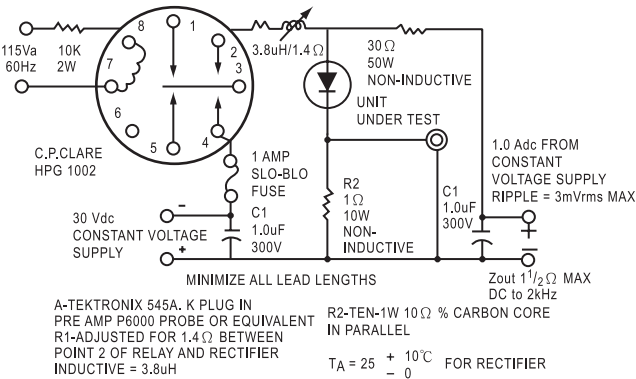 8
1
2
3
4
5
6
7
115Va
60Hz
10K
2W
3.8uH/1.4Ω
30Ω
50W
NON-INDUCTIVE
UNIT
UNDER TEST
C.P.CLARE
HPG 1002
1 AMP
SLO-BLO
FUSE
R2
1Ω
10W
NON-
INDUCTIVE
C1
1.0uF
300V
1.0 Adc FROM
CONSTANT
VOLTAGE SUPPLY
RIPPLE = 3mVrms MAX
+
−
30 Vdc
CONSTANT VOLTAGE
SUPPLY
−
+
C1
1.0uF
300V
MINIMIZE ALL LEAD LENGTHS
Zout 1 1/2 Ω MAX
DC to 2kHz
A-TEKTRONIX 545A. K PLUG IN
PRE AMP P6000 PROBE OR EQUIVALENT
R1-ADJUSTED FOR 1.4Ω BETWEEN
POINT 2 OF RELAY AND RECTIFIER
INDUCTIVE = 3.8uH
R2-TEN-1W 10Ω % CARBON CORE
IN PARALLEL
TA = 25 + 10℃ FOR RECTIFIER
− 0